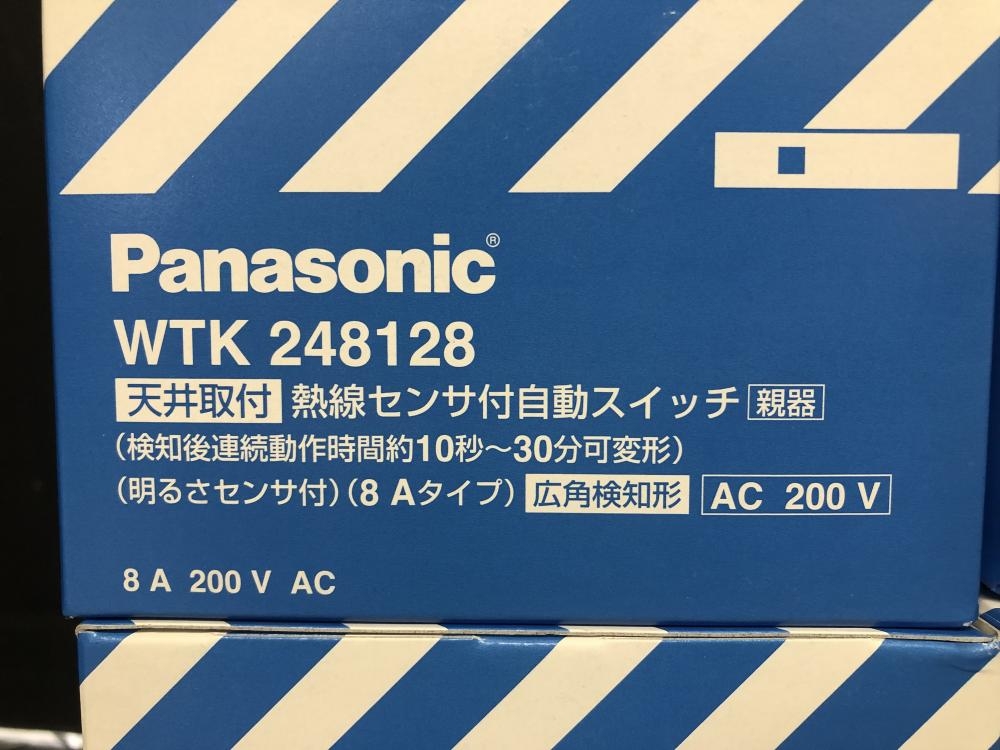 Panasonic®
WTK 248128
天井取付 熱線センサ付自動スイッチ 親器
(検知後連続動作時間約10秒～30分可変形)
(明るさセンサ付)(8 Aタイプ) 広角検知形 AC 200 V
8 A 200 V AC